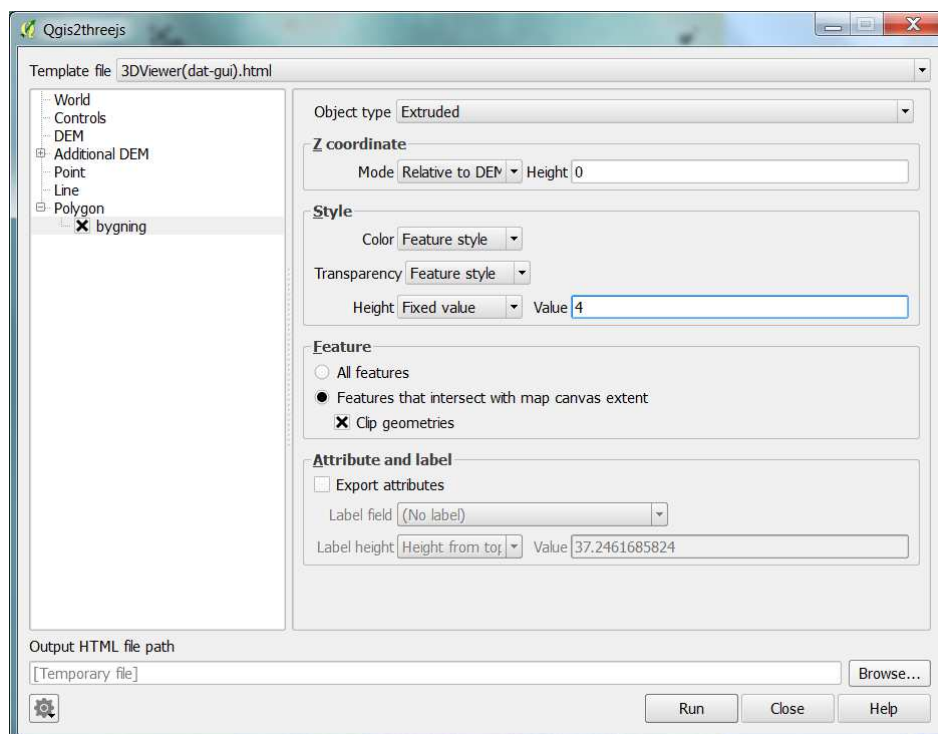 Qgis2threejs
Template file 3DViewer(dat-gui).html
World
Controls
DEM
Additional DEM
Point
Line
Polygon
bygning
Object type Extruded
Z coordinate
Mode Relative to DEM Height 0
Style
Color Feature style
Transparency Feature style
Height Fixed value Value 4
Feature
All features
Features that intersect with map canvas extent
Clip geometries
Attribute and label
Export attributes
Label field (No label)
Label height Height from top Value 37.2461685824
Output HTML file path
[Temporary file] Browse...
Run Close Help